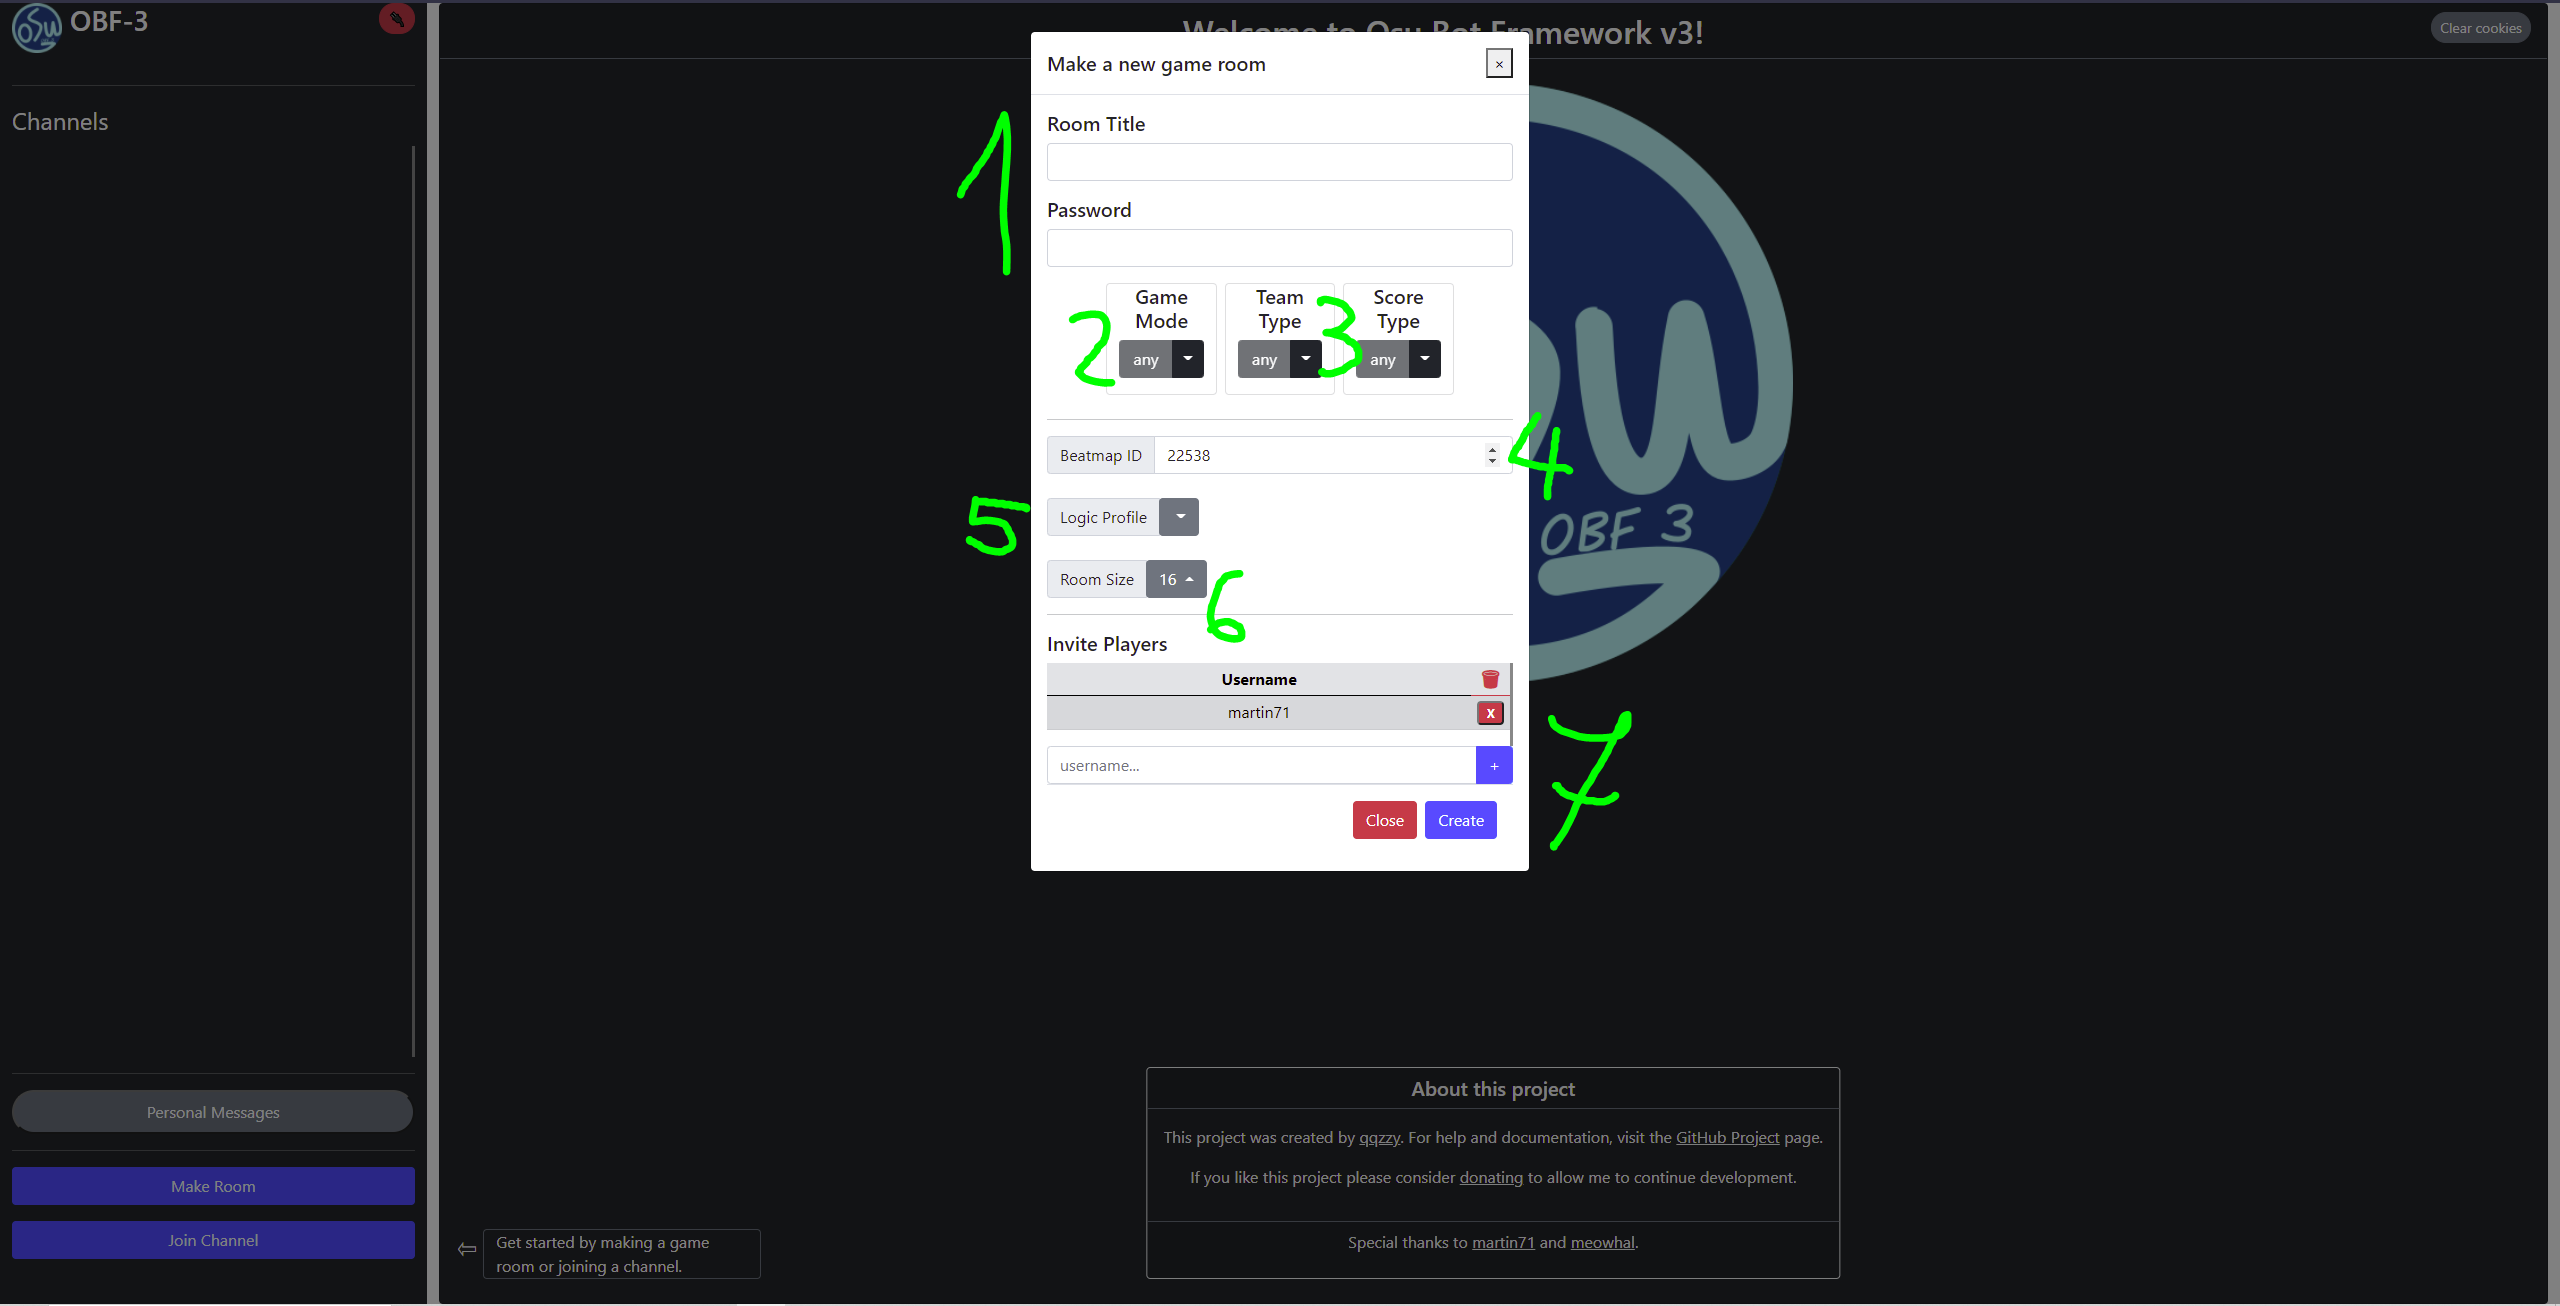 OSU
OBF-3
Welcome to Osu Bot Framework v3!
Clear cookies
Channels
Make a new game room
×
1
Room Title
Password
2
Game Mode
any
Team Type
any
3
Score Type
any
Beatmap ID
22538
4
5
Logic Profile
Room Size
16
6
OBF 3
Invite Players
Username
martin71
X
7
username...
+
Close
Create
Personal Messages
Make Room
Join Channel
Get started by making a game
room or joining a channel.
About this project
This project was created by qqzzy. For help and documentation, visit the GitHub Project page.
If you like this project please consider donating to allow me to continue development.
Special thanks to martin71 and meowhal.